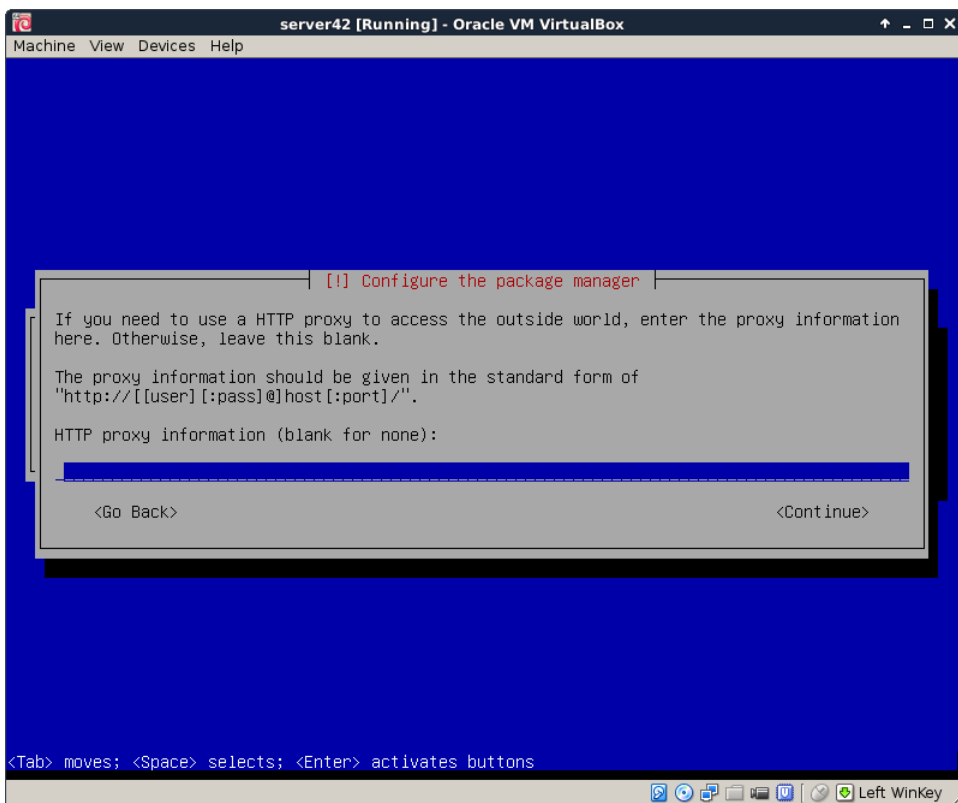 server42 [Running] - Oracle VM VirtualBox
Machine View Devices Help
[!] Configure the package manager
If you need to use a HTTP proxy to access the outside world, enter the proxy information
here. Otherwise, leave this blank.
The proxy information should be given in the standard form of
"http://[[user][:pass]@]host[:port]/".
HTTP proxy information (blank for none):
<Go Back> <Continue>
<Tab> moves; <Space> selects; <Enter> activates buttons
Left WinKey